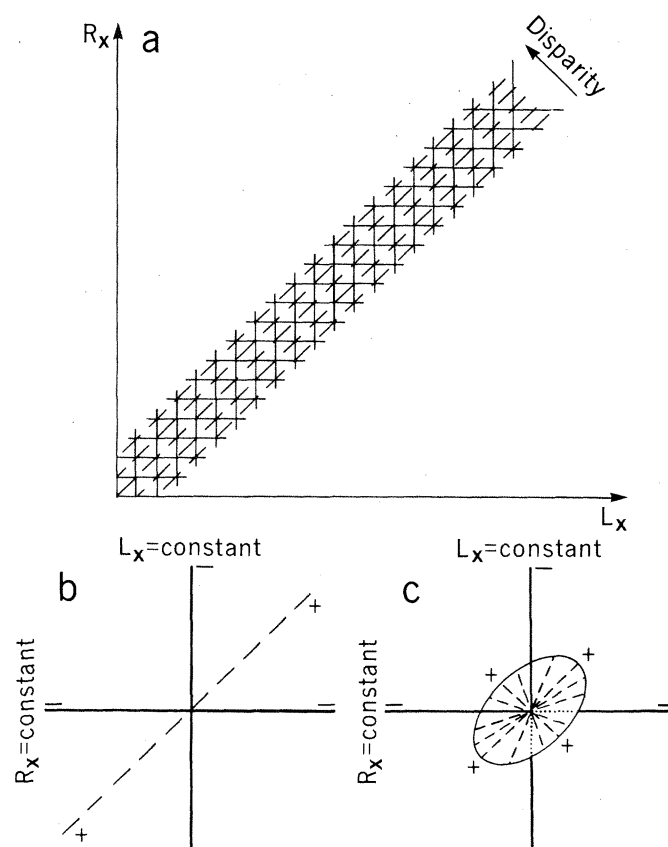 Rx
a
Disparity
Lx
b
Lx=constant
Rx=constant
+
+
c
Lx=constant
Rx=constant
+
+
+
+